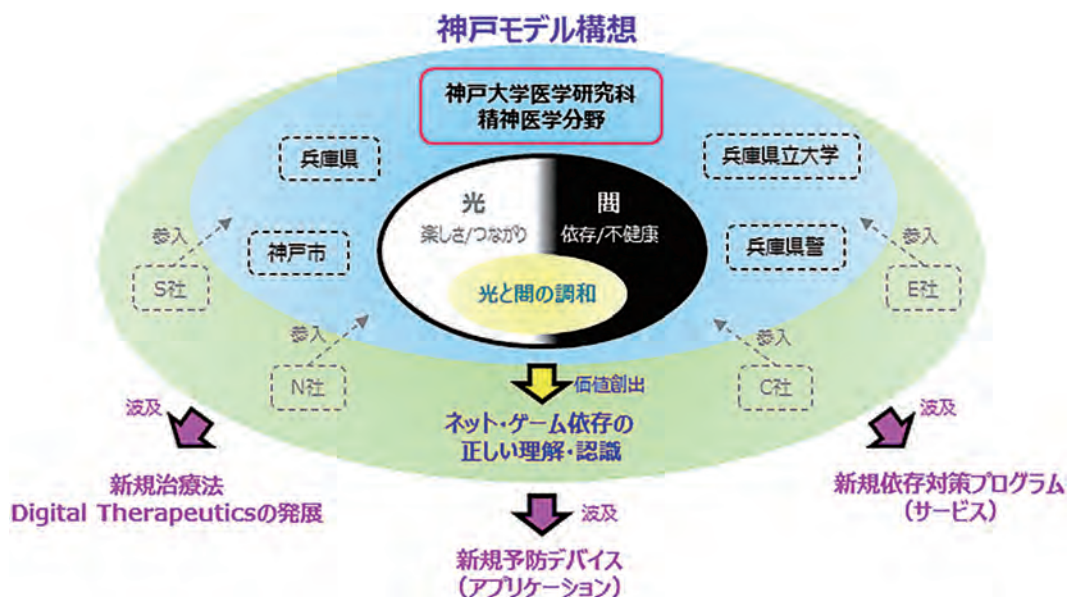 神戸モデル構想
神戸大学医学研究科
精神医学分野
兵庫県
兵庫県立大学
光
闇
楽しさ/つながり
依存/不健康
参入
神戸市
兵庫県警
参入
S社
光と闇の調和
E社
参入
参入
N社
価値創出
C社
波及
ネット・ゲーム依存の
正しい理解・認識
波及
新規治療法
Digital Therapeuticsの発展
新規依存対策プログラム
（サービス）
波及
新規予防デバイス
（アプリケーション）